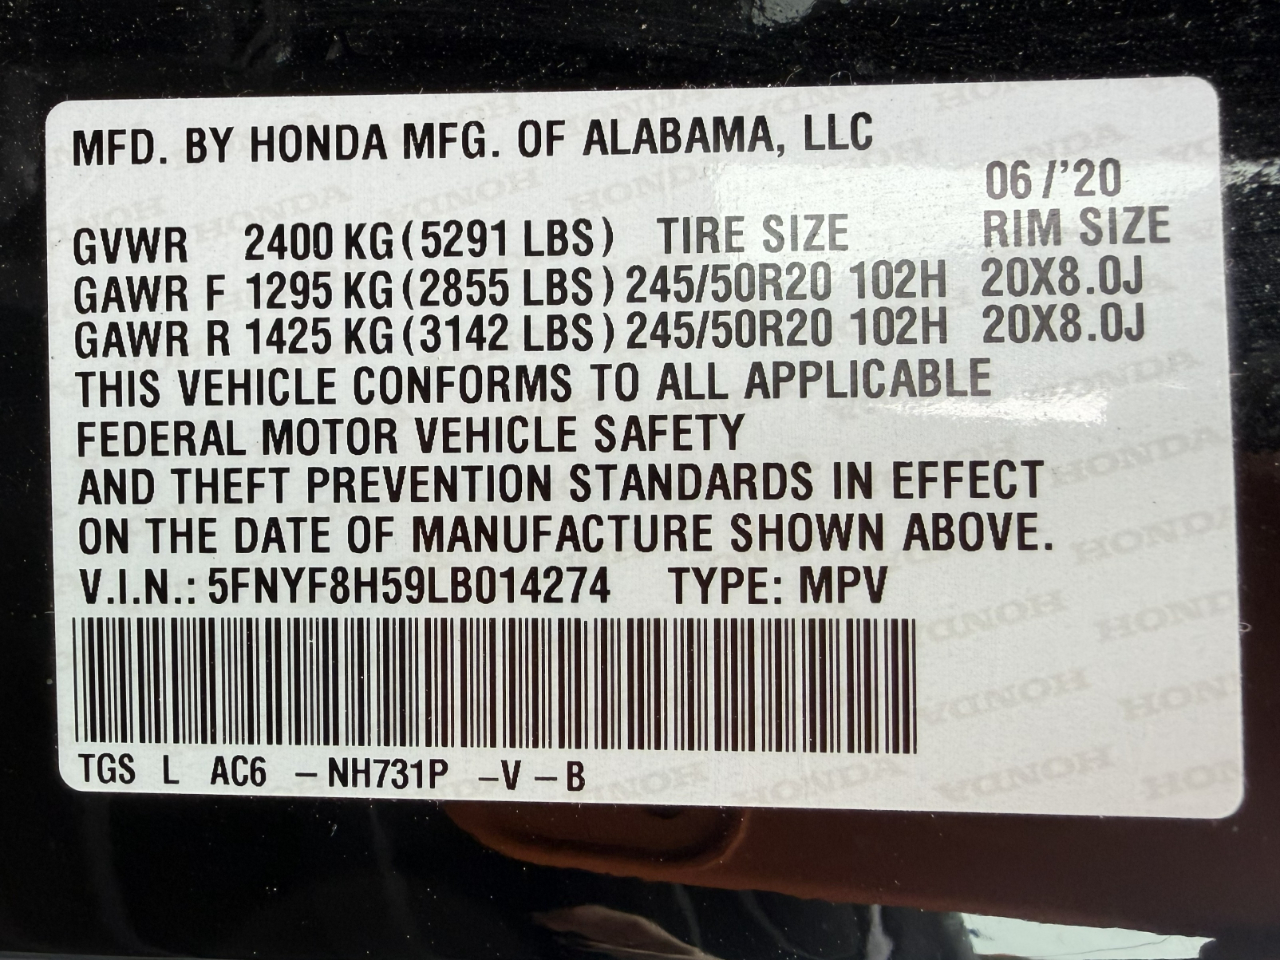 MFD. BY HONDA MFG. OF ALABAMA, LLC
06/'20
GVWR 2400 KG (5291 LBS) TIRE SIZE RIM SIZE
GAWR F 1295 KG (2855 LBS) 245/50R20 102H 20X8.0J
GAWR R 1425 KG (3142 LBS) 245/50R20 102H 20X8.0J
THIS VEHICLE CONFORMS TO ALL APPLICABLE
FEDERAL MOTOR VEHICLE SAFETY
AND THEFT PREVENTION STANDARDS IN EFFECT
ON THE DATE OF MANUFACTURE SHOWN ABOVE.
V.I.N.: 5FNYF8H59LB014274 TYPE: MPV
TGS L AC6 - NH731P -V - B